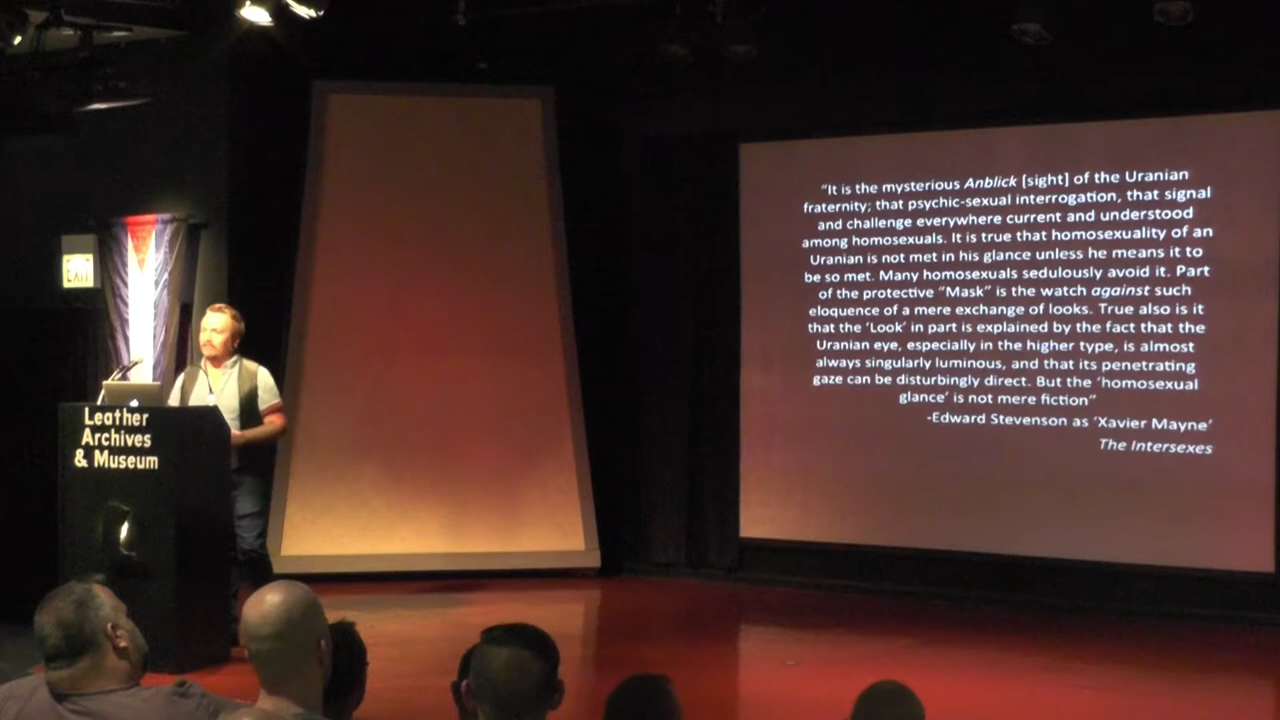 EXIT
Leather
Archives
& Museum
“It is the mysterious Anblick [sight] of the Uranian
fraternity; that psychic-sexual interrogation, that signal
and challenge everywhere current and understood
among homosexuals. It is true that homosexuality of an
Uranian is not met in his glance unless he means it to
be so met. Many homosexuals sedulously avoid it. Part
of the protective “Mask” is the watch against such
eloquence of a mere exchange of looks. True also is it
that the ‘Look’ in part is explained by the fact that the
Uranian eye, especially in the higher type, is almost
always singularly luminous, and that its penetrating
gaze can be disturbingly direct. But the ‘homosexual
glance’ is not mere fiction”
-Edward Stevenson as ‘Xavier Mayne’
The Intersexes